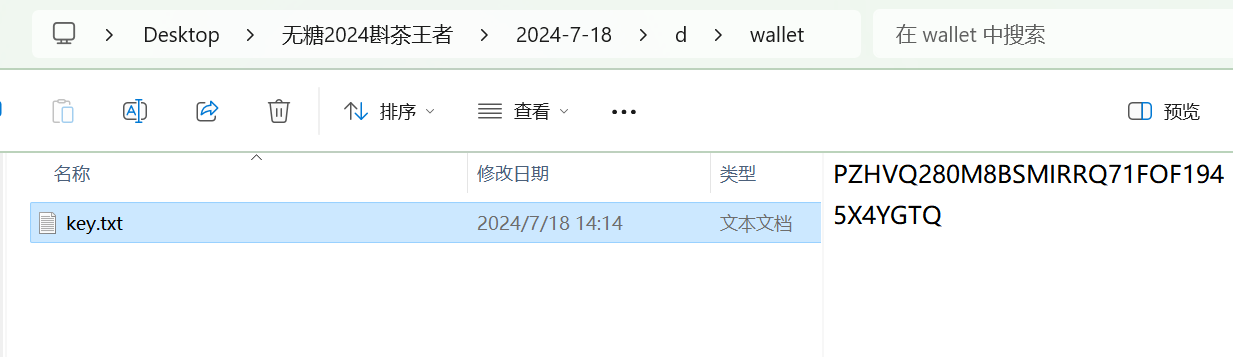 Desktop 无糖2024斟茶王者 2024-7-18 d wallet 在 wallet 中搜索
排序 查看 预览
名称 修改日期 类型
key.txt 2024/7/18 14:14 文本文档
PZHVQ280M8BSMIRRQ71FOF194
5X4YGTQ